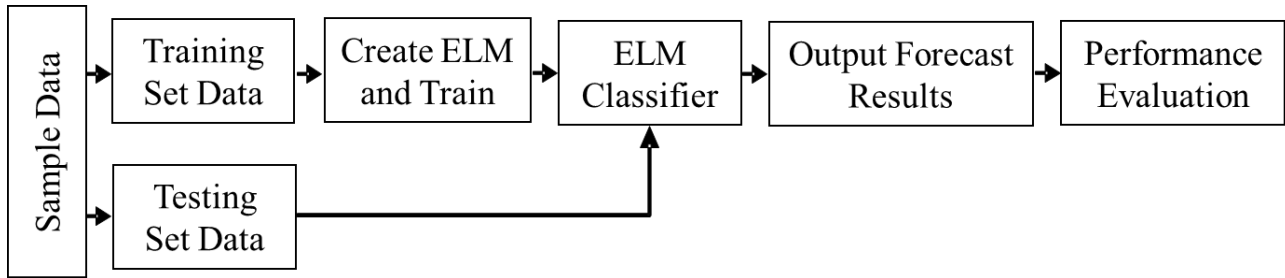 Sample Data
Training
Set Data
Create ELM
and Train
ELM
Classifier
Output Forecast
Results
Performance
Evaluation
Testing
Set Data